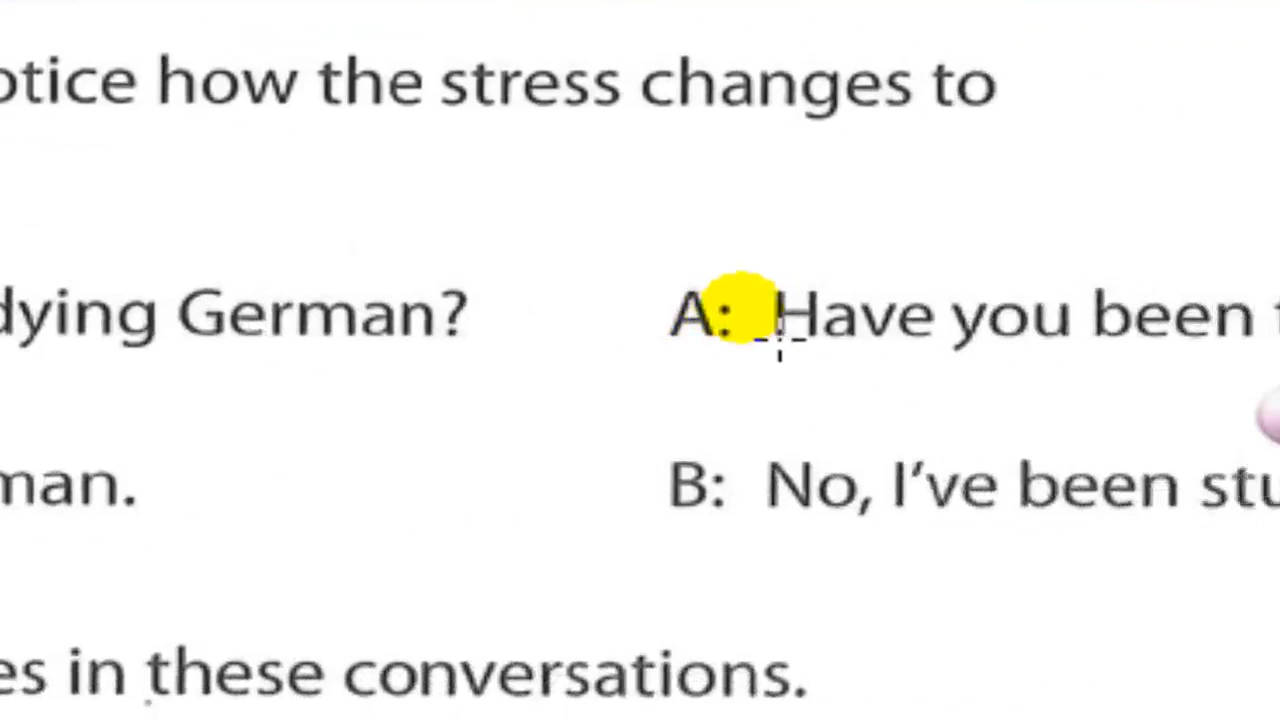 otice how the stress changes to
dying German?
A: Have you been
man.
B: No, I've been stu
es in these conversations.